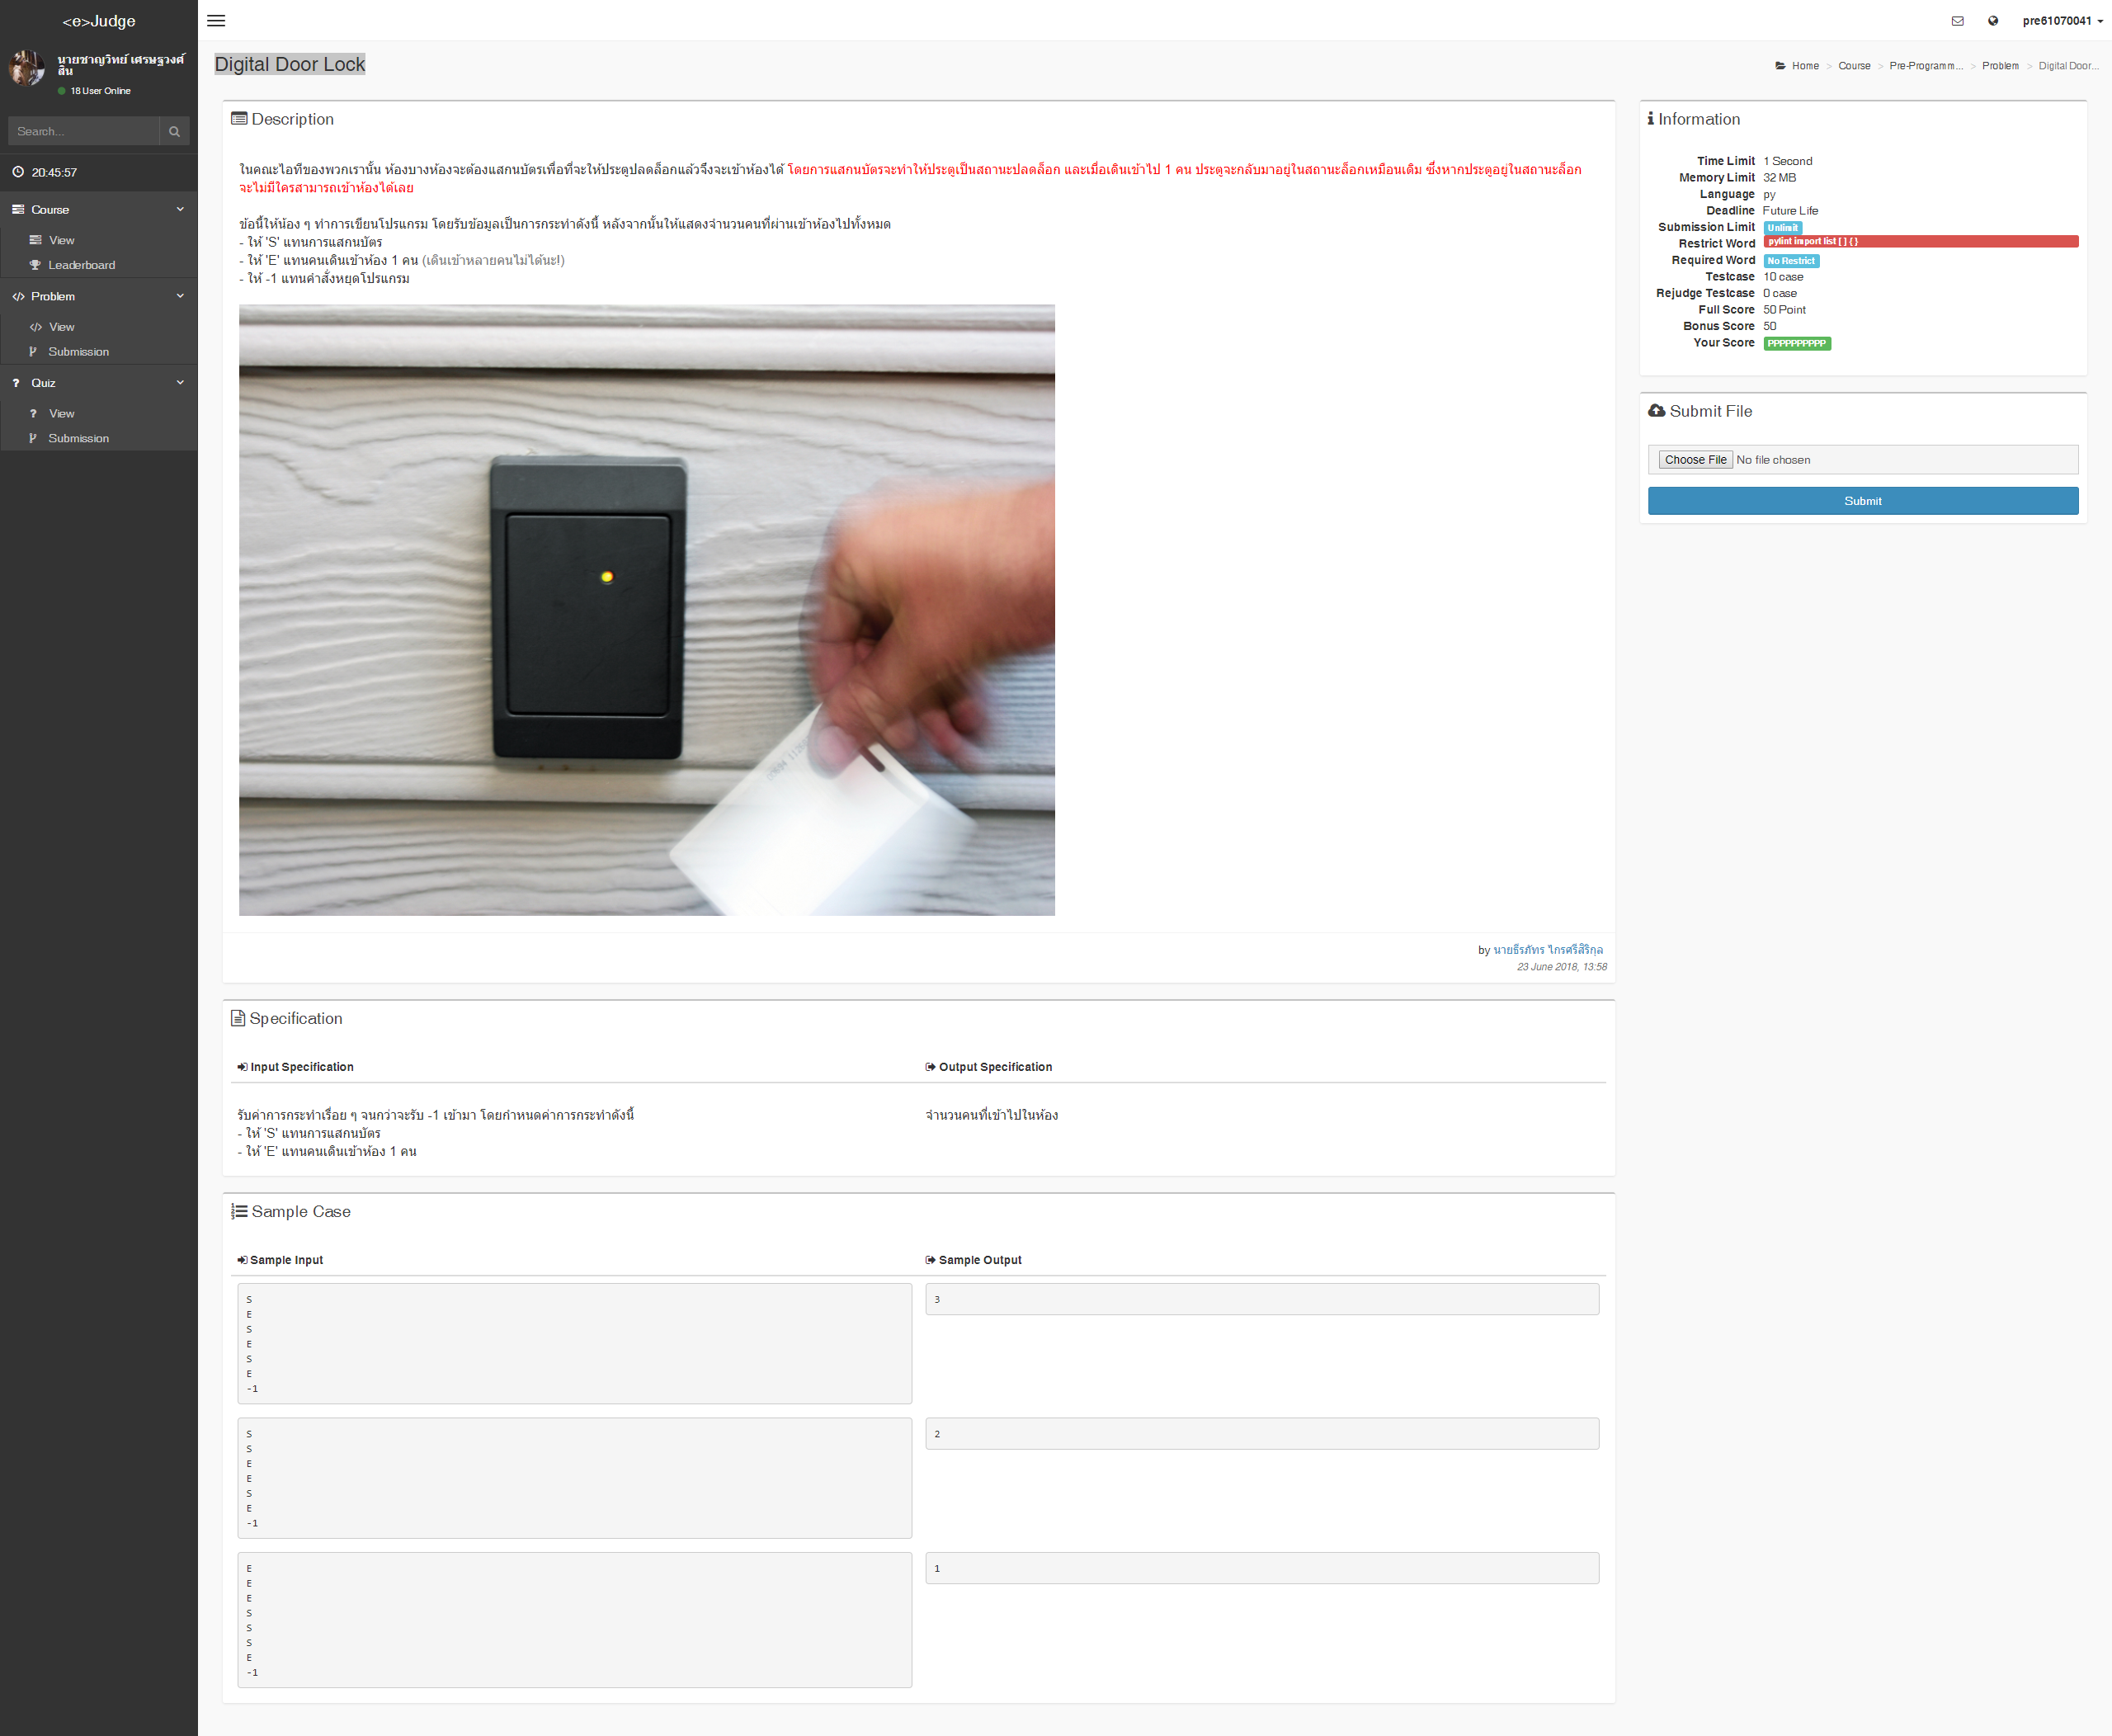 <e>Judge
pre61070041
นายชาญวิทย์ เศรษฐวงศ์
สิน
18 User Online
Search...
20:45:57
Course
View
Leaderboard
Problem
View
Submission
Quiz
View
Submission
Digital Door Lock
Home > Course > Pre-Programm... > Problem > Digital Door...
Description
ในคณะไอทีของพวกเรานั้น ห้องบางห้องจะต้องแสกนบัตรเพื่อที่จะให้ประตูปลดล็อกแล้วจึงจะเข้าห้องได้ โดยการแสกนบัตรจะทำให้ประตูเป็นสถานะปลดล็อก และเมื่อเดินเข้าไป 1 คน ประตูจะกลับมาอยู่ในสถานะล็อกเหมือนเดิม ซึ่งหากประตูอยู่ในสถานะล็อก
จะไม่มีใครสามารถเข้าห้องได้เลย
ข้อนี้ให้น้อง ๆ ทำการเขียนโปรแกรม โดยรับข้อมูลเป็นการกระทำดังนี้ หลังจากนั้นให้แสดงจำนวนคนที่ผ่านเข้าห้องไปทั้งหมด
- ให้ 'S' แทนการแสกนบัตร
- ให้ 'E' แทนคนเดินเข้าห้อง 1 คน (เดินเข้าหลายคนไม่ได้นะ!)
- ให้ -1 แทนคำสั่งหยุดโปรแกรม
by นายธีรภัทร ไกรศรีสิริกุล
23 June 2018, 13:58
Specification
Input Specification
รับค่าการกระทำเรื่อย ๆ จนกว่าจะรับ -1 เข้ามา โดยกำหนดค่าการกระทำดังนี้
- ให้ 'S' แทนการแสกนบัตร
- ให้ 'E' แทนคนเดินเข้าห้อง 1 คน
Output Specification
จำนวนคนที่เข้าไปในห้อง
Sample Case
Sample Input
Sample Output
S
E
S
E
S
E
-1
3
S
S
E
E
S
E
-1
2
E
E
E
S
S
S
E
-1
1
Information
Time Limit 1 Second
Memory Limit 32 MB
Language py
Deadline Future Life
Submission Limit Unlimit
Restrict Word pylint import list [ ] { }
Required Word No Restrict
Testcase 10 case
Rejudge Testcase 0 case
Full Score 50 Point
Bonus Score 50
Your Score PPPPPPPPPP
Submit File
Choose File No file chosen
Submit